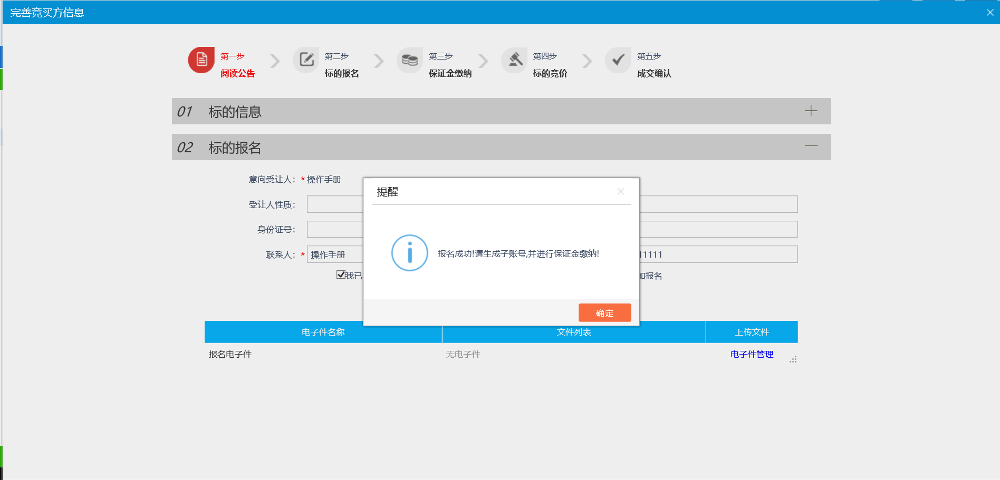 完善竞买方信息
第一步
阅读公告
第二步
标的报名
第三步
保证金缴纳
第四步
标的竞价
第五步
成交确认
01 标的信息
02 标的报名
意向受让人：*操作手册
受让人性质：
身份证号：
联系人：* 操作手册
11111
我已
加报名
提醒
报名成功!请生成子账号,并进行保证金缴纳!
确定
电子件名称 文件列表 上传文件
报名电子件 无电子件 电子件管理